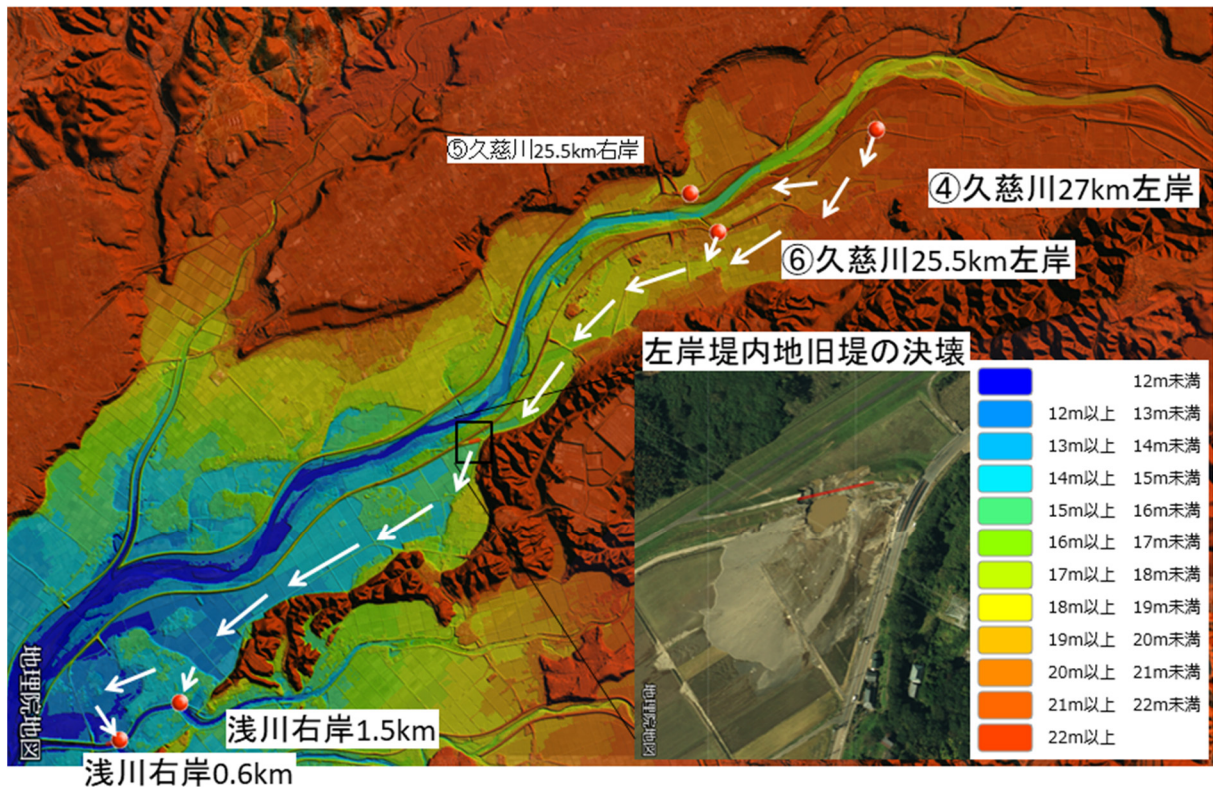 ⑤久慈川25.5km右岸
④久慈川27km左岸
⑥久慈川25.5km左岸
左岸堤内地旧堤の決壊
12m未満
12m以上 13m未満
13m以上 14m未満
14m以上 15m未満
15m以上 16m未満
16m以上 17m未満
17m以上 18m未満
18m以上 19m未満
19m以上 20m未満
20m以上 21m未満
21m以上 22m未満
22m以上
地理院地図
地理院地図
浅川右岸1.5km
浅川右岸0.6km